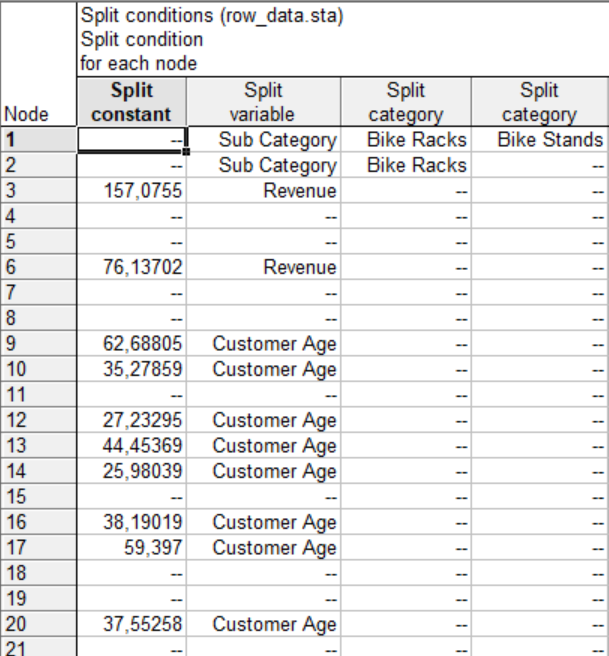 Split conditions (row_data.sta)
Split condition
for each node
Node Split constant Split variable Split category Split category
1 -- Sub Category Bike Racks Bike Stands
2 -- Sub Category Bike Racks --
3 157,0755 Revenue -- --
4 -- -- -- --
5 -- -- -- --
6 76,13702 Revenue -- --
7 -- -- -- --
8 -- -- -- --
9 62,68805 Customer Age -- --
10 35,27859 Customer Age -- --
11 -- -- -- --
12 27,23295 Customer Age -- --
13 44,45369 Customer Age -- --
14 25,98039 Customer Age -- --
15 -- -- -- --
16 38,19019 Customer Age -- --
17 59,397 Customer Age -- --
18 -- -- -- --
19 -- -- -- --
20 37,55258 Customer Age -- --
21 -- -- -- --